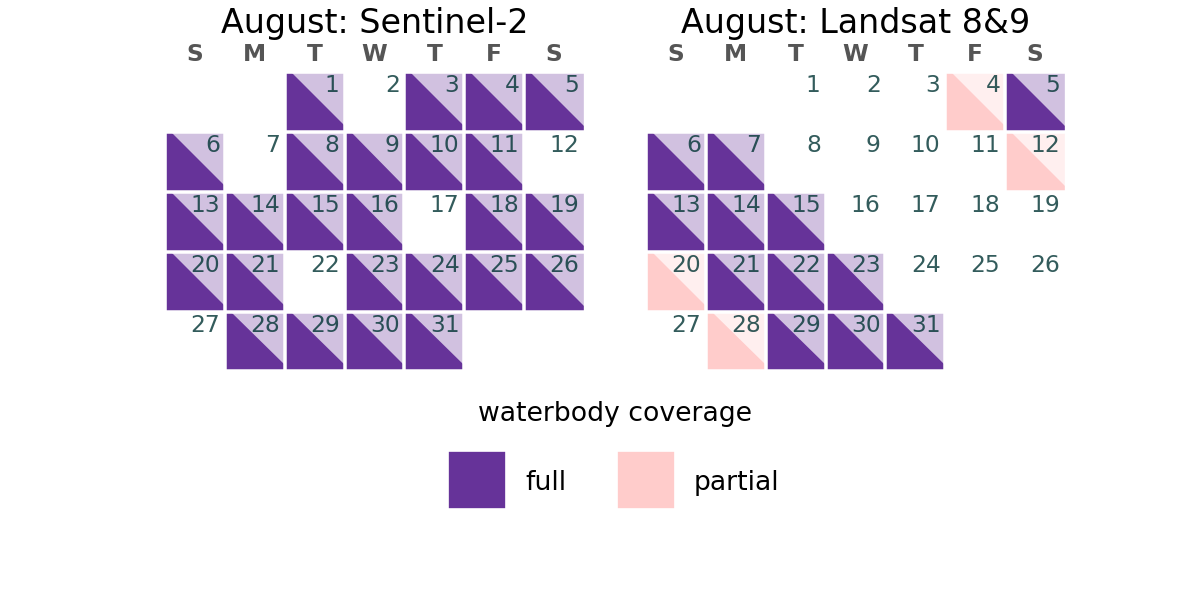 August: Sentinel-2
S M T W T F S
1 2 3 4 5
6 7 8 9 10 11 12
13 14 15 16 17 18 19
20 21 22 23 24 25 26
27 28 29 30 31
August: Landsat 8&9
S M T W T F S
1 2 3 4 5
6 7 8 9 10 11 12
13 14 15 16 17 18 19
20 21 22 23 24 25 26
27 28 29 30 31
waterbody coverage
full
partial